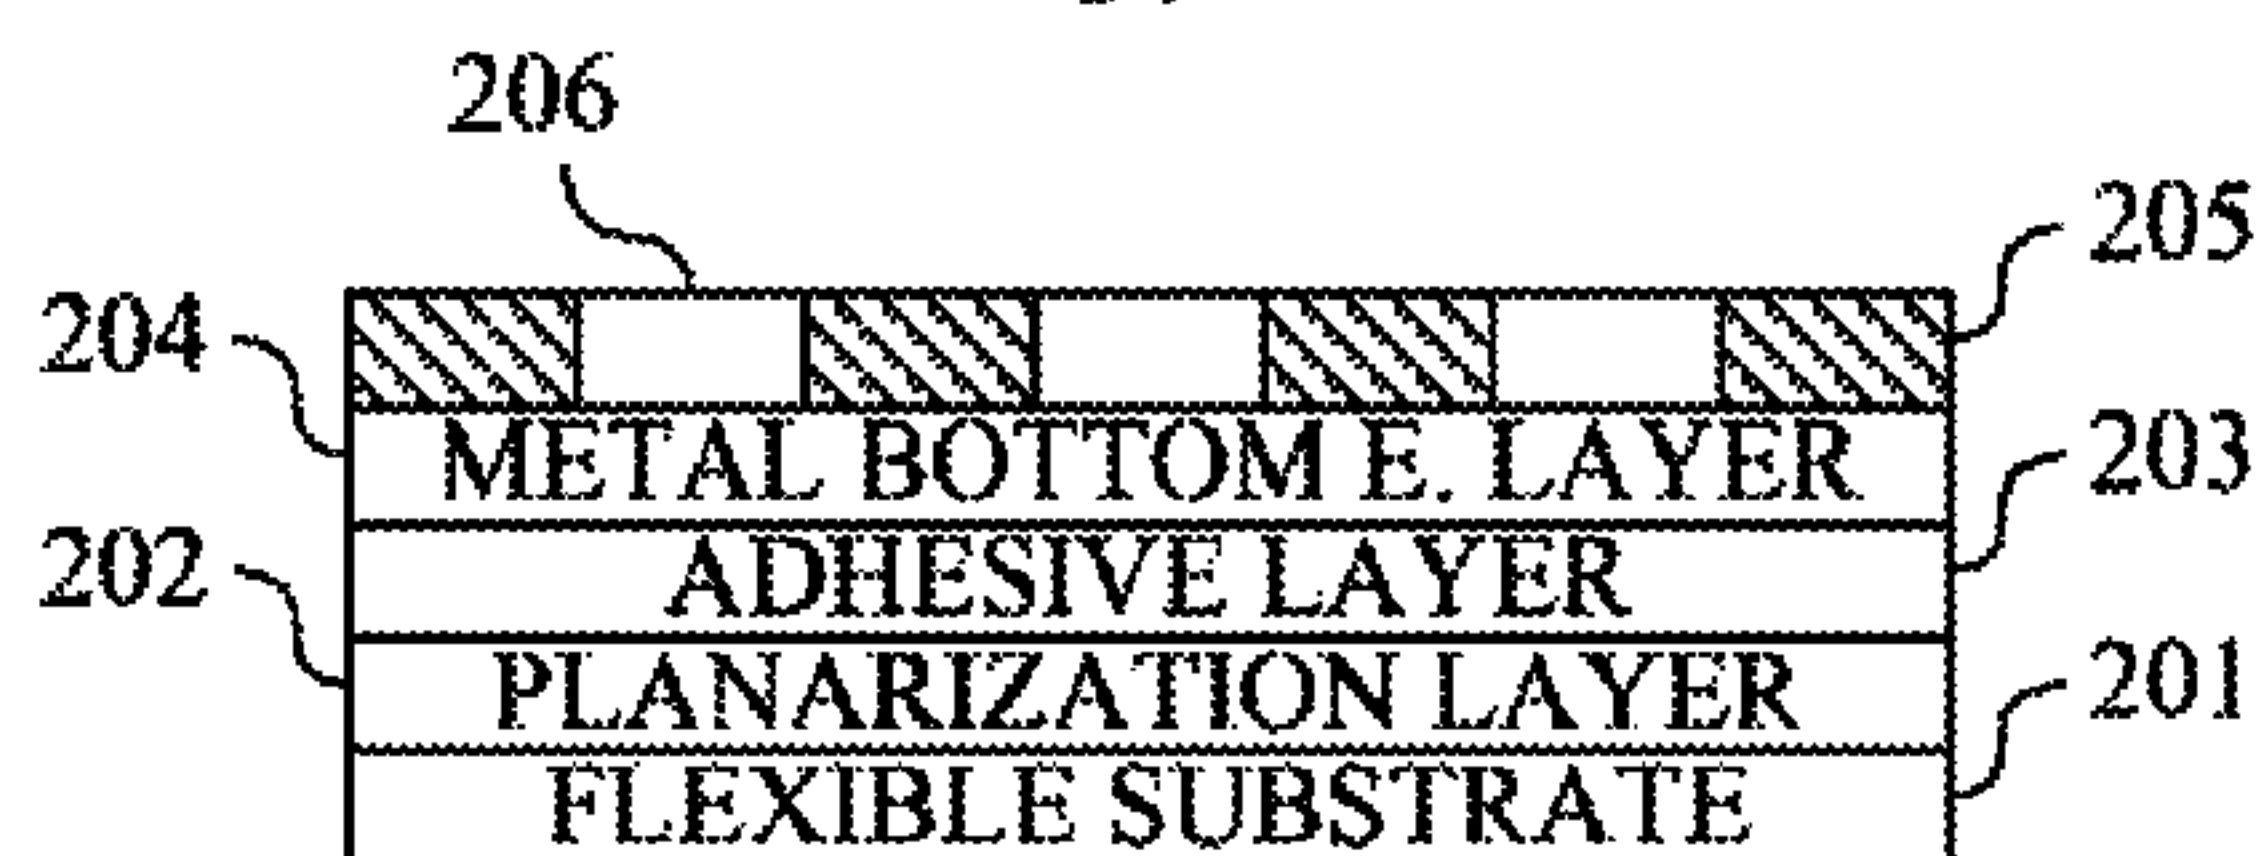 206
205
204
METAL BOTTOM E. LAYER
203
202
ADHESIVE LAYER
PLANARIZATION LAYER
201
FLEXIBLE SUBSTRATE